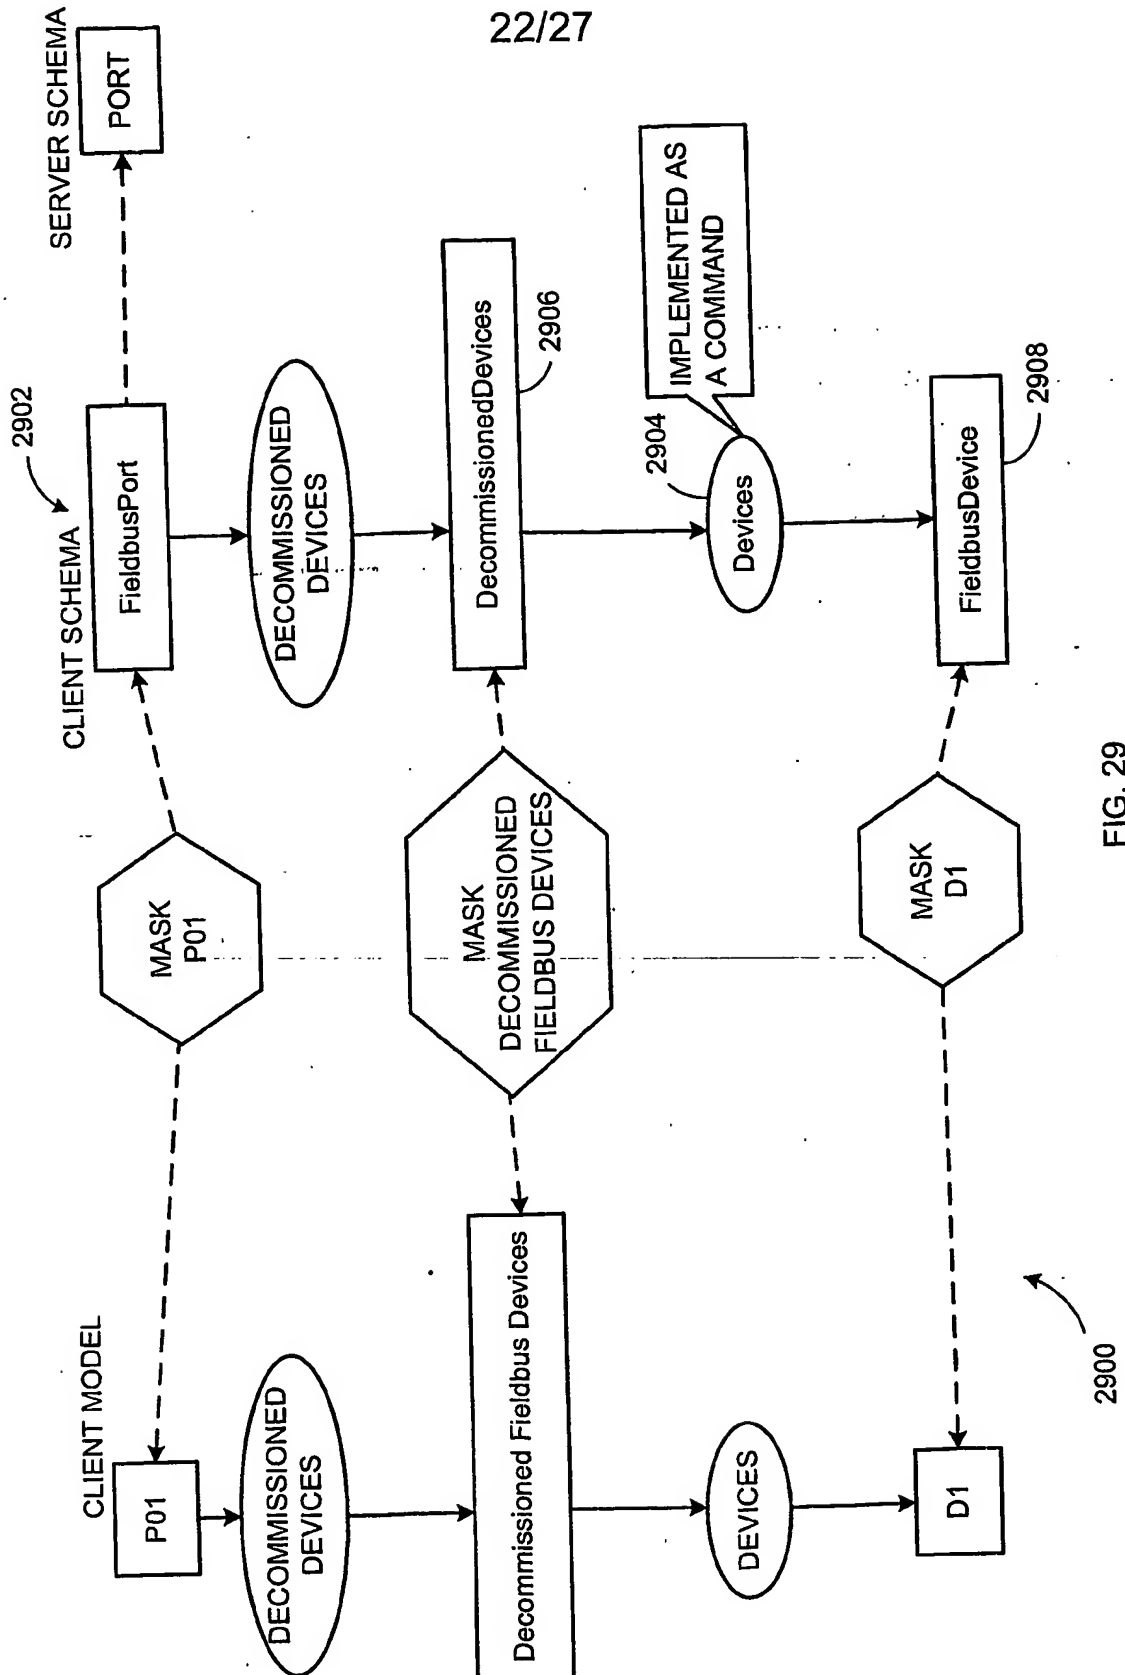 22/27
CLIENT MODEL
CLIENT SCHEMA
SERVER SCHEMA
2902
P01
MASK
P01
FieldbusPort
PORT
DECOMMISSIONED
DEVICES
DECOMMISSIONED
DEVICES
Decommissioned Fieldbus Devices
MASK
DECOMMISSIONED
FIELDBUS DEVICES
DecommissionedDevices
2906
DEVICES
Devices
2904
IMPLEMENTED AS
A COMMAND
D1
MASK
D1
FieldbusDevice
2908
2900
FIG. 29